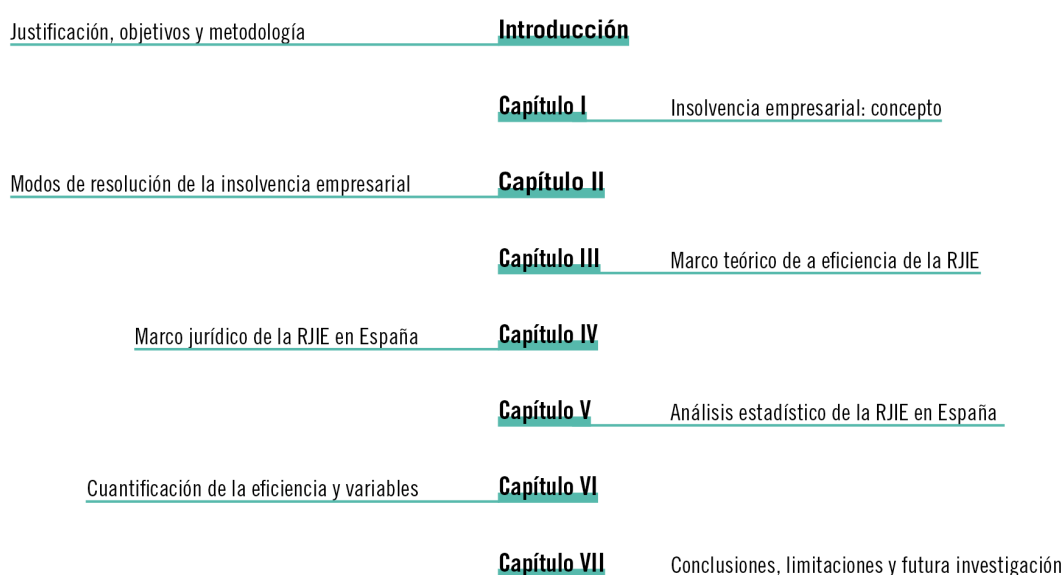 Justificación, objetivos y metodología Introducción
Capítulo I Insolvencia empresarial: concepto
Modos de resolución de la insolvencia empresarial Capítulo II
Capítulo III Marco teórico de a eficiencia de la RJIE
Marco jurídico de la RJIE en España Capítulo IV
Capítulo V Análisis estadístico de la RJIE en España
Cuantificación de la eficiencia y variables Capítulo VI
Capítulo VII Conclusiones, limitaciones y futura investigación